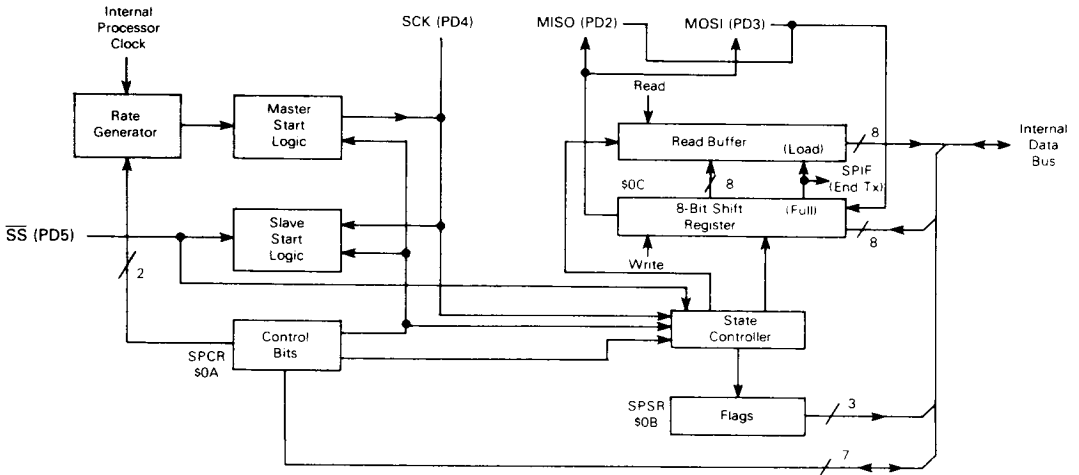 Internal
Processor
Clock
SCK (PD4)
MISO (PD2)
MOSI (PD3)
Rate
Generator
Master
Start
Logic
Read
Read Buffer
(Load)
8
Internal
Data
Bus
SPIF
(End Tx)
$0C
8
8-Bit Shift
Register
(Full)
8
SS (PD5)
Slave
Start
Logic
Write
2
SPCR
$0A
Control
Bits
State
Controller
SPSR
$0B
Flags
3
7